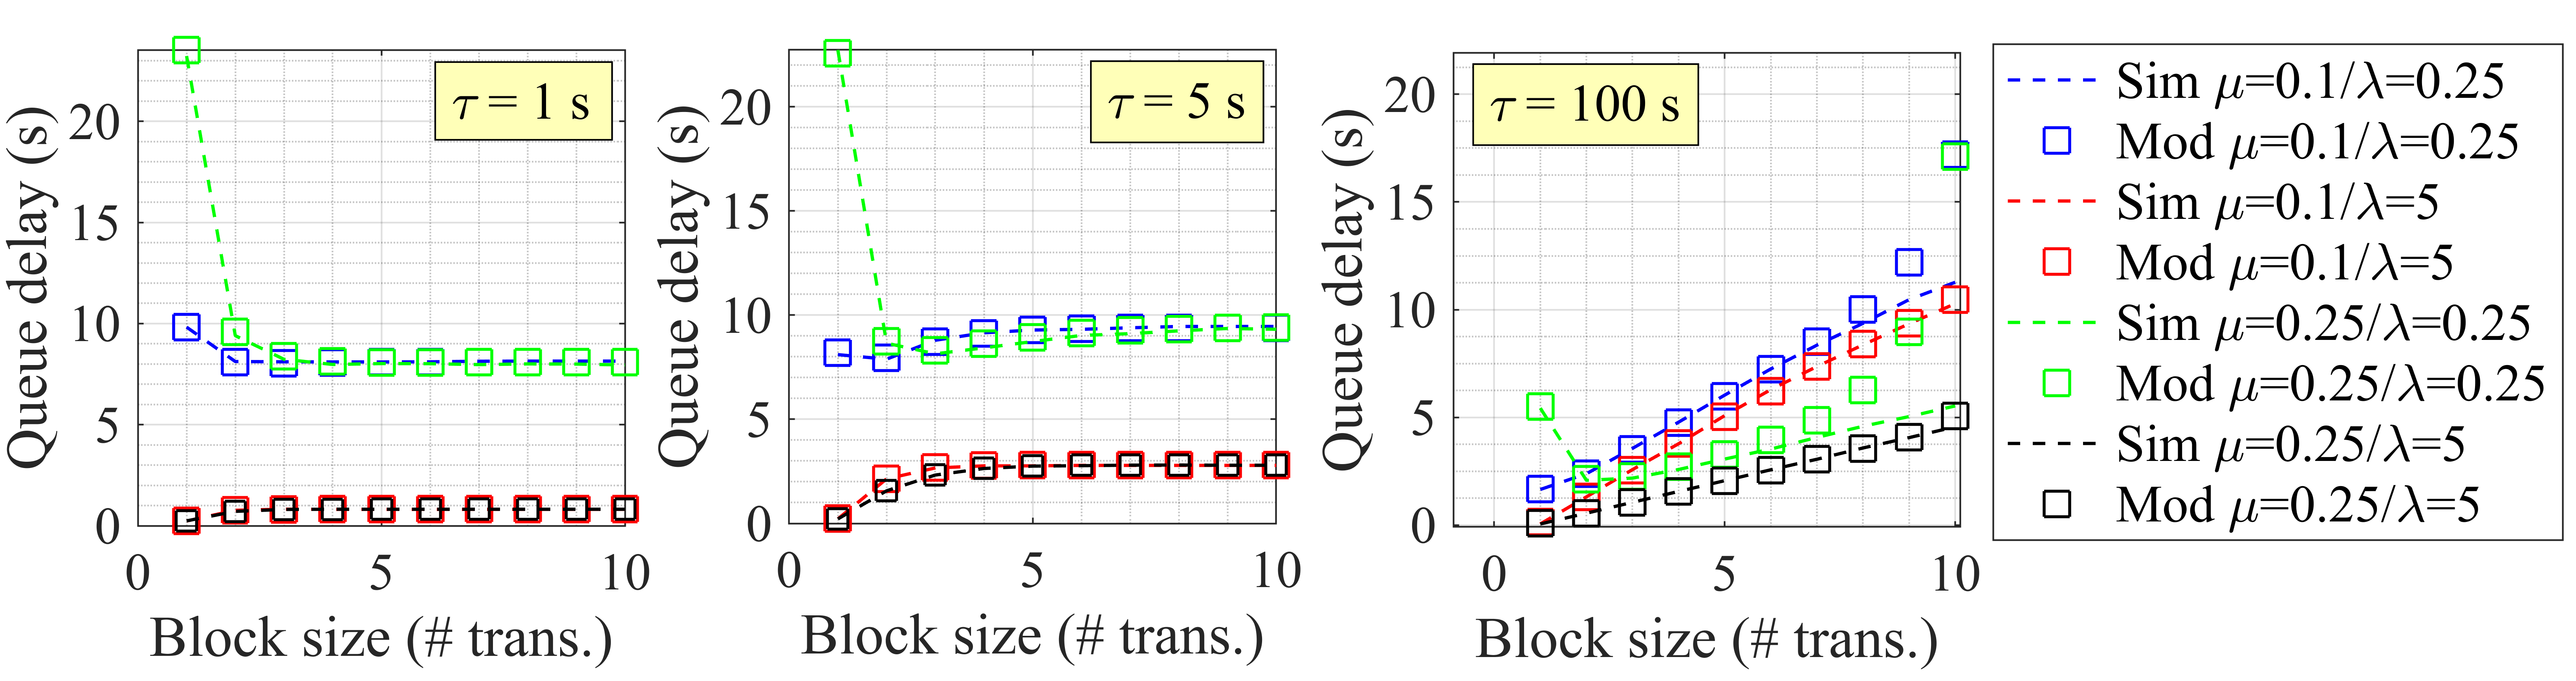 Queue delay (s)
20
15
10
5
0
0 5 10
Block size (# trans.)
τ = 1 s
Queue delay (s)
20
15
10
5
0
0 5 10
Block size (# trans.)
τ = 5 s
Queue delay (s)
20
15
10
5
0
0 5 10
Block size (# trans.)
τ = 100 s
Sim μ=0.1/λ=0.25
Mod μ=0.1/λ=0.25
Sim μ=0.1/λ=5
Mod μ=0.1/λ=5
Sim μ=0.25/λ=0.25
Mod μ=0.25/λ=0.25
Sim μ=0.25/λ=5
Mod μ=0.25/λ=5